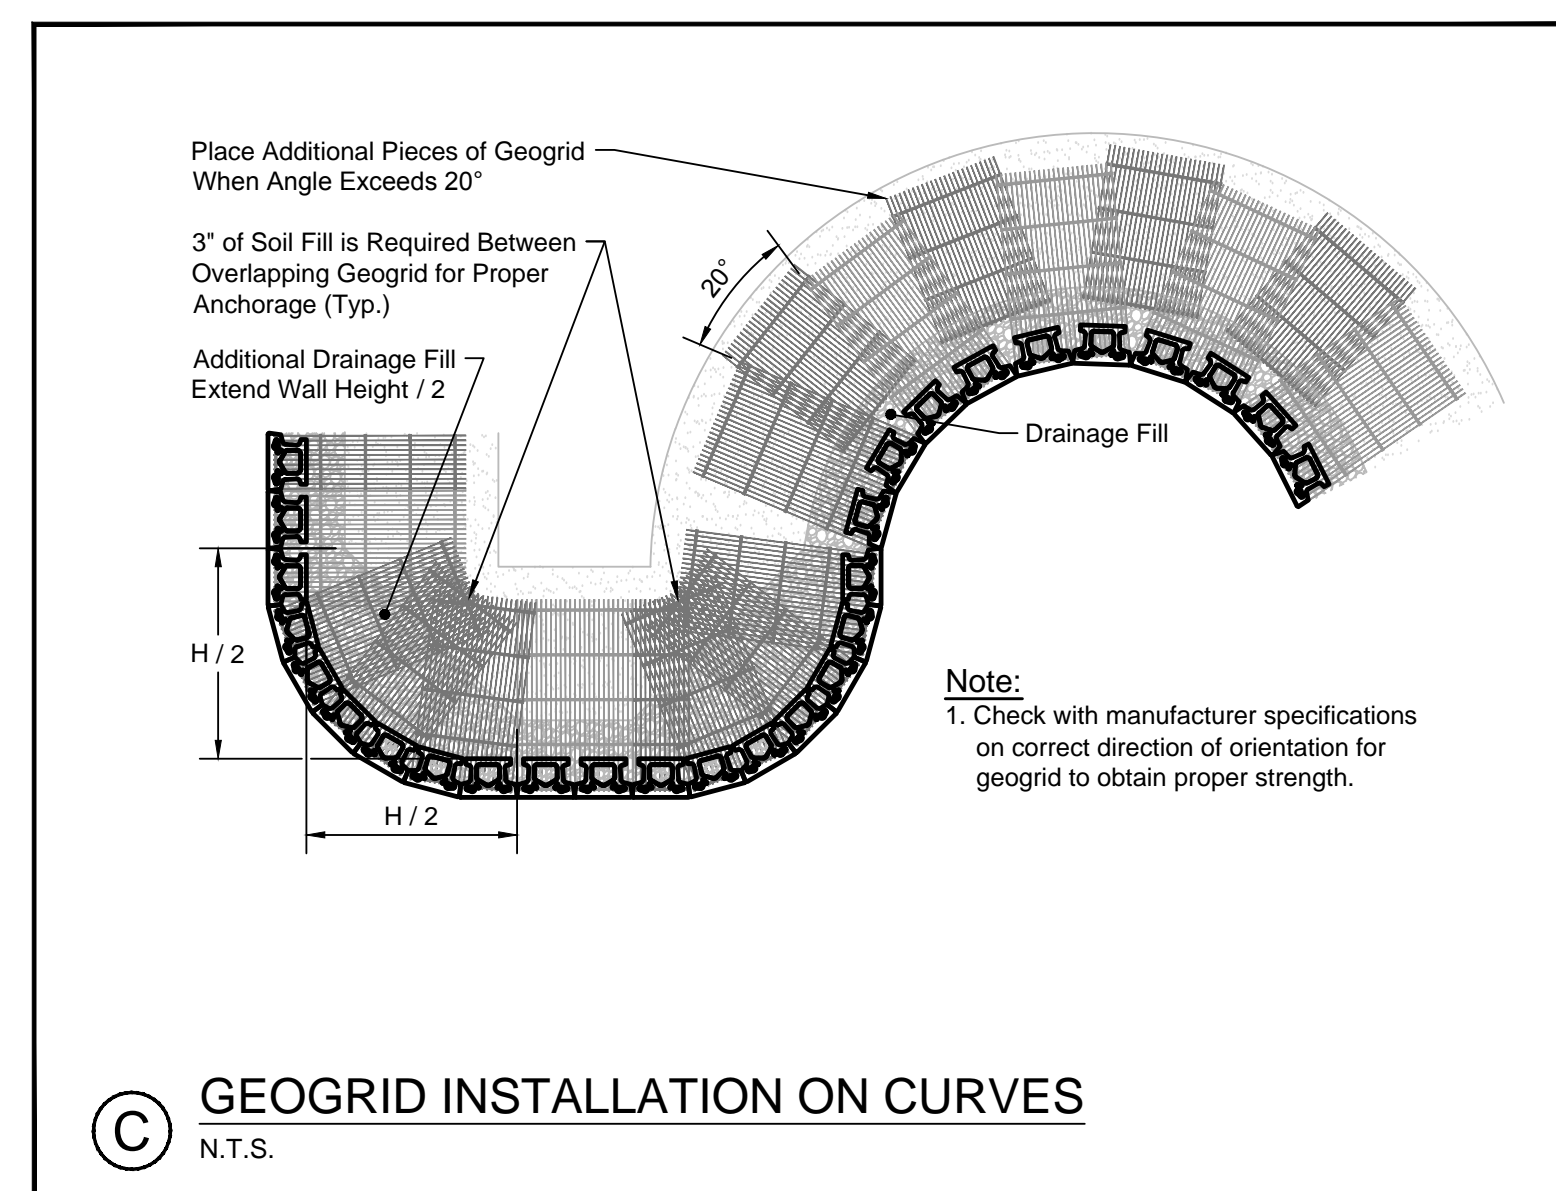 Place Additional Pieces of Geogrid
When Angle Exceeds 20°
3" of Soil Fill is Required Between
Overlapping Geogrid for Proper
Anchorage (Typ.)
Additional Drainage Fill
Extend Wall Height / 2
20°
Drainage Fill
H / 2
H / 2
Note:
1. Check with manufacturer specifications
on correct direction of orientation for
geogrid to obtain proper strength.
C
GEOGRID INSTALLATION ON CURVES
N.T.S.